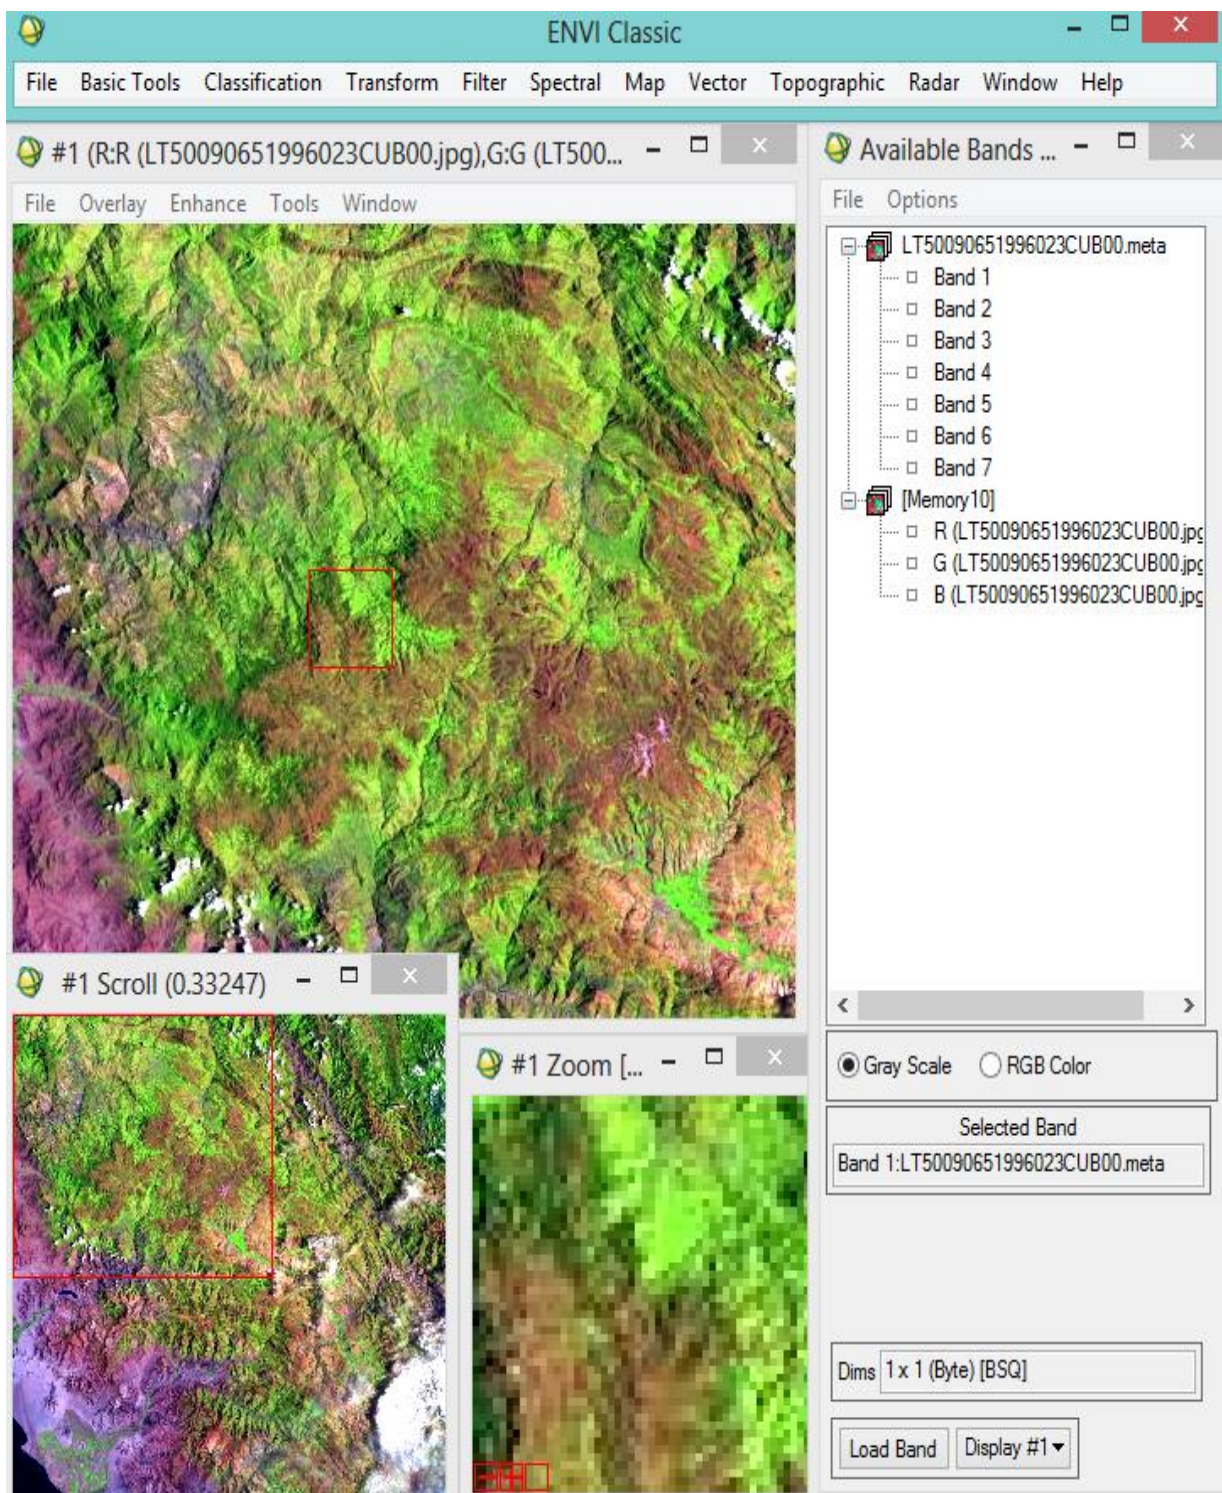 ENVI Classic
File Basic Tools Classification Transform Filter Spectral Map Vector Topographic Radar Window Help
#1 (R:R (LT50090651996023CUB00.jpg),G:G (LT500...
File Overlay Enhance Tools Window
Available Bands ...
File Options
LT50090651996023CUB00.meta
Band 1
Band 2
Band 3
Band 4
Band 5
Band 6
Band 7
[Memory10]
R (LT50090651996023CUB00.jpg
G (LT50090651996023CUB00.jpg
B (LT50090651996023CUB00.jpg
Gray Scale RGB Color
Selected Band
Band 1:LT50090651996023CUB00.meta
Dims 1 x 1 (Byte) [BSQ]
Load Band Display #1
#1 Scroll (0.33247)
#1 Zoom [...